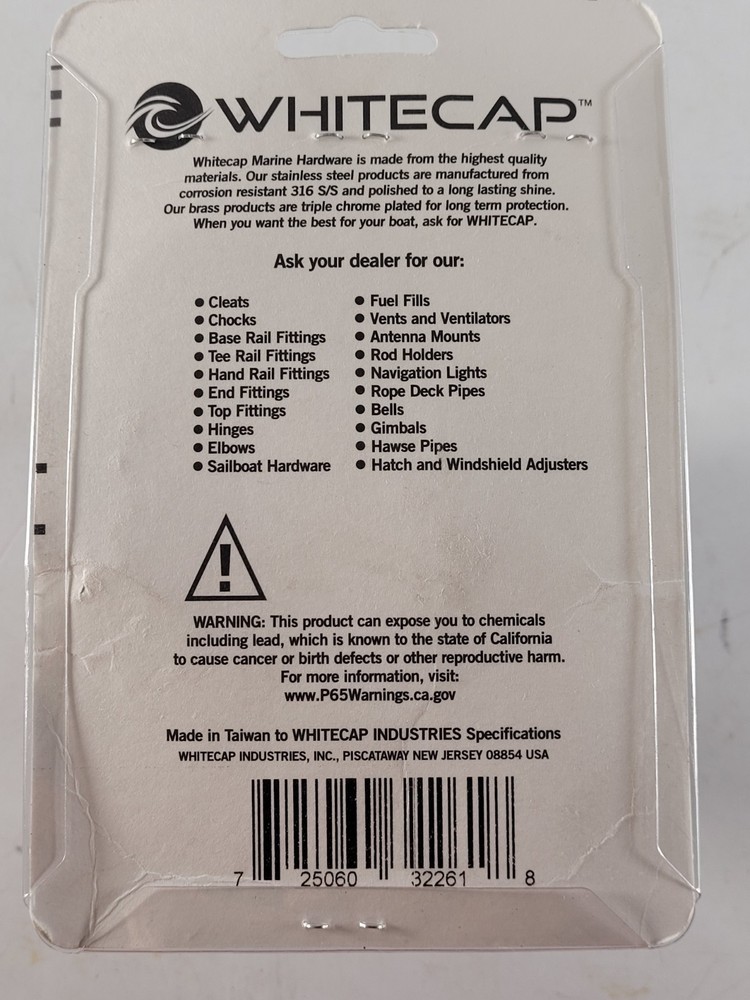 WHITECAP™
Whitecap Marine Hardware is made from the highest quality
materials. Our stainless steel products are manufactured from
corrosion resistant 316 S/S and polished to a long lasting shine.
Our brass products are triple chrome plated for long term protection.
When you want the best for your boat, ask for WHITECAP.
Ask your dealer for our:
● Cleats
● Chocks
● Base Rail Fittings
● Tee Rail Fittings
● Hand Rail Fittings
● End Fittings
● Top Fittings
● Hinges
● Elbows
● Sailboat Hardware
● Fuel Fills
● Vents and Ventilators
● Antenna Mounts
● Rod Holders
● Navigation Lights
● Rope Deck Pipes
● Bells
● Gimbals
● Hawse Pipes
● Hatch and Windshield Adjusters
!
WARNING: This product can expose you to chemicals
including lead, which is known to the state of California
to cause cancer or birth defects or other reproductive harm.
For more information, visit:
www.P65Warnings.ca.gov
Made in Taiwan to WHITECAP INDUSTRIES Specifications
WHITECAP INDUSTRIES, INC., PISCATAWAY NEW JERSEY 08854 USA
7 25060 32261 8